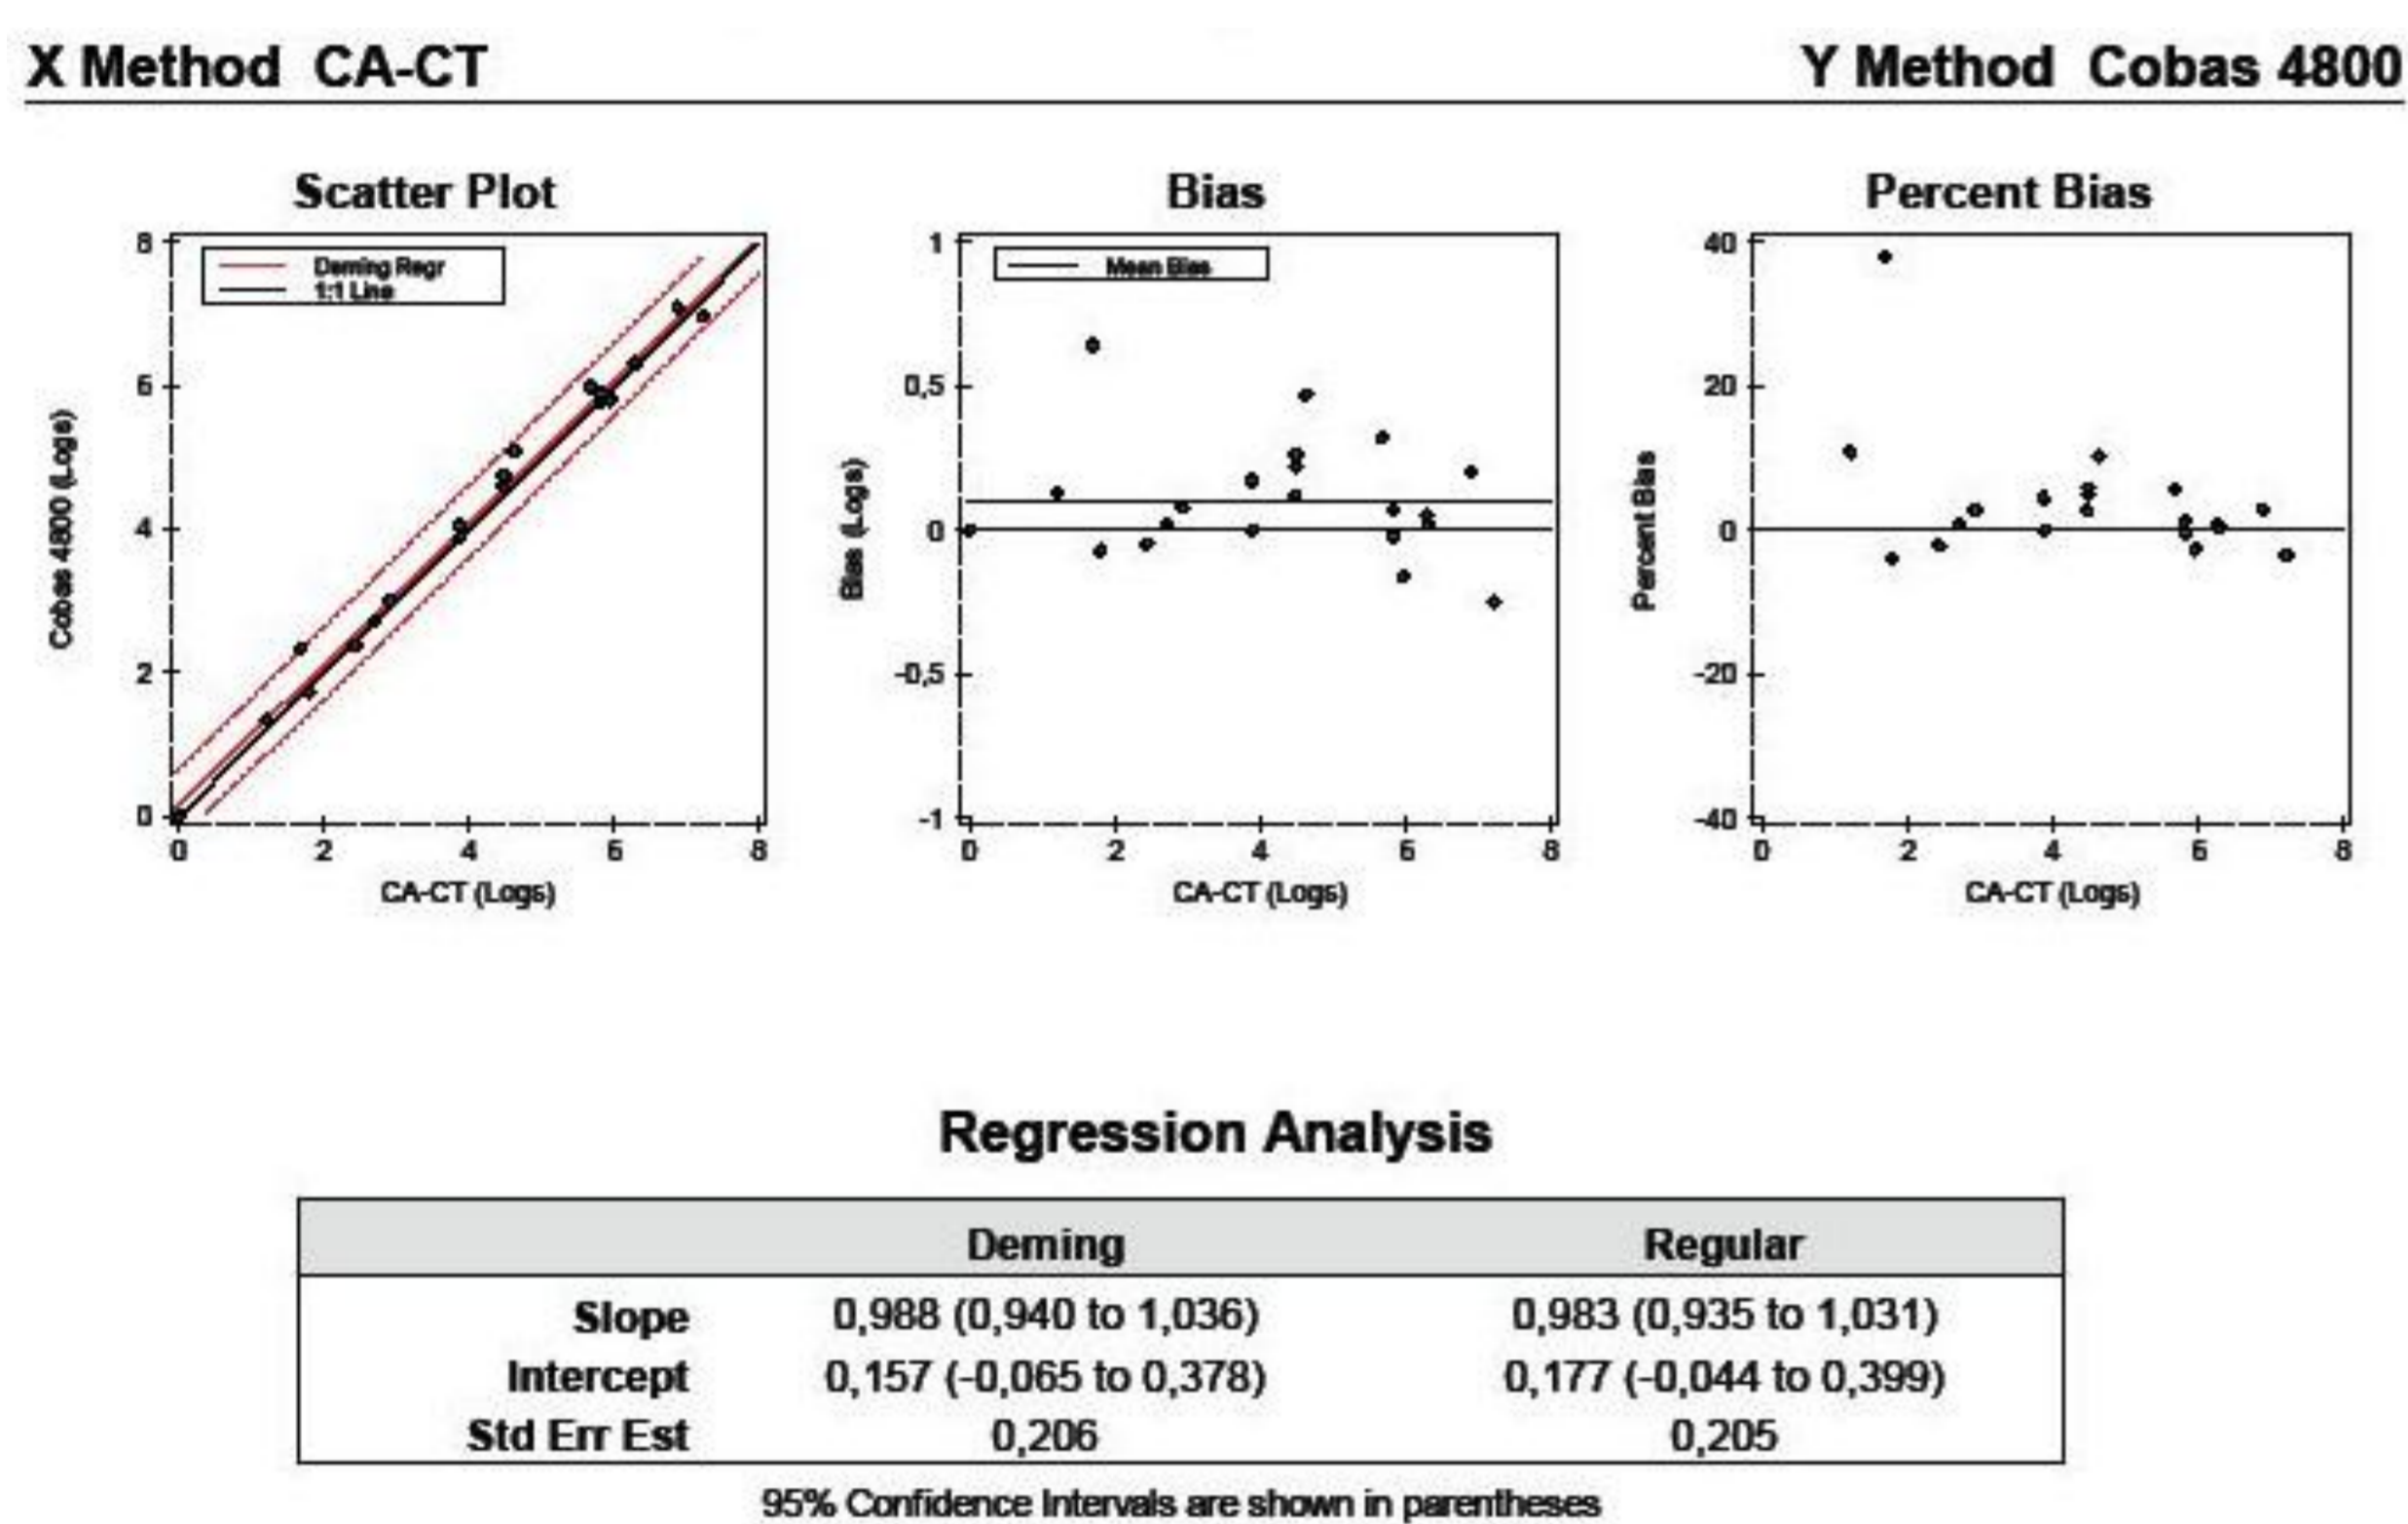 X Method CA-CT
Y Method Cobas 4800
Scatter Plot
Deming Regr
1:1 Line
8
6
4
2
0
0 2 4 6 8
Cobas 4800 (Logs)
CA-CT (Logs)
Bias
Mean Bias
1
0,5
0
-0,5
-1
0 2 4 6 8
Bias (Logs)
CA-CT (Logs)
Percent Bias
40
20
0
-20
-40
0 2 4 6 8
Percent Bias
CA-CT (Logs)
Regression Analysis
Deming Regular
Slope 0,988 (0,940 to 1,036) 0,983 (0,935 to 1,031)
Intercept 0,157 (-0,065 to 0,378) 0,177 (-0,044 to 0,399)
Std Err Est 0,206 0,205
95% Confidence Intervals are shown in parentheses